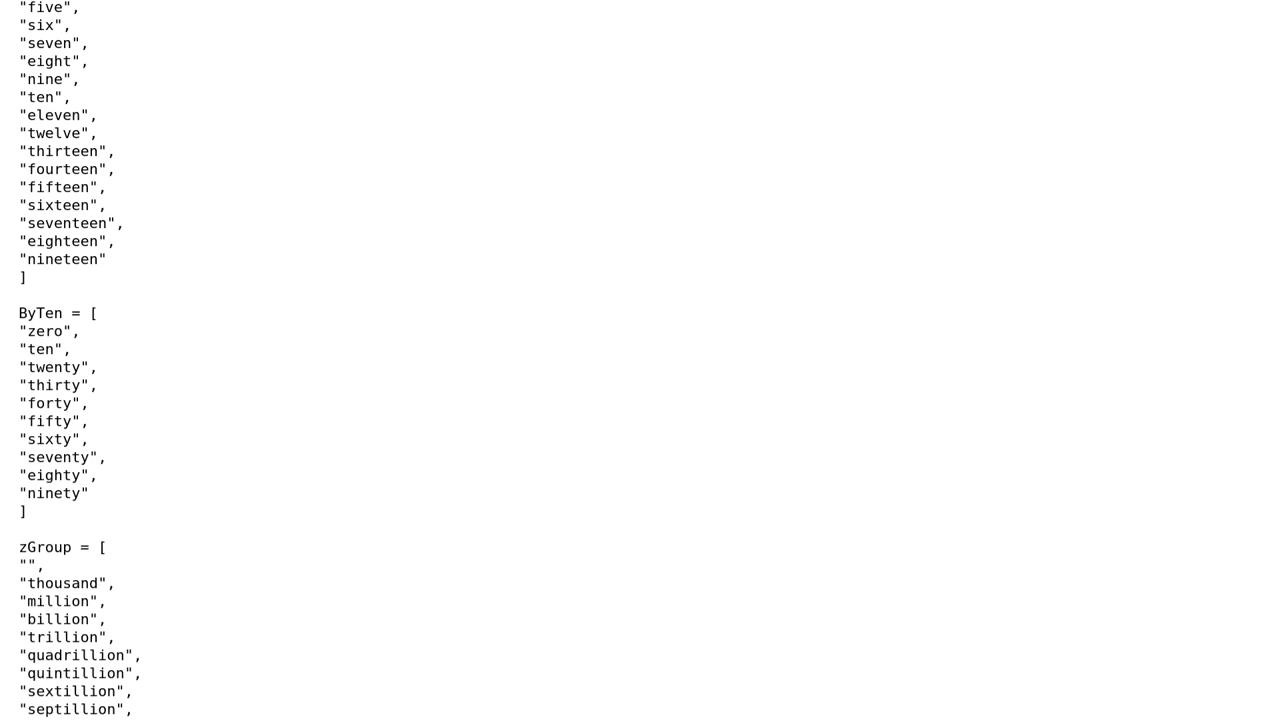 "five",
"six",
"seven",
"eight",
"nine",
"ten",
"eleven",
"twelve",
"thirteen",
"fourteen",
"fifteen",
"sixteen",
"seventeen",
"eighteen",
"nineteen"
]

ByTen = [
"zero",
"ten",
"twenty",
"thirty",
"forty",
"fifty",
"sixty",
"seventy",
"eighty",
"ninety"
]

zGroup = [
"",
"thousand",
"million",
"billion",
"trillion",
"quadrillion",
"quintillion",
"sextillion",
"septillion",